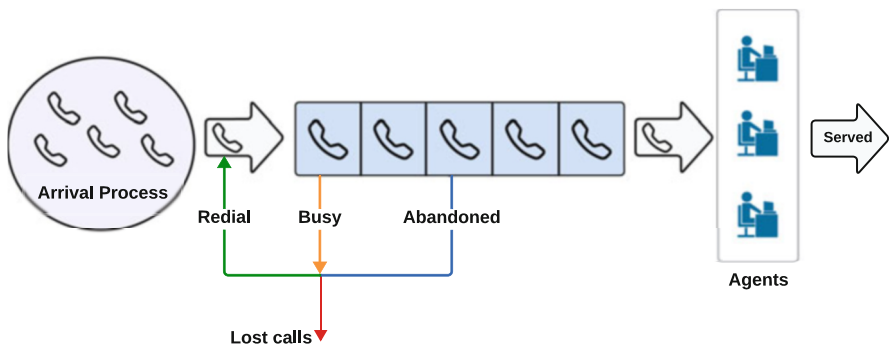 Served
Arrival Process
Redial
Busy
Abandoned
Agents
Lost calls